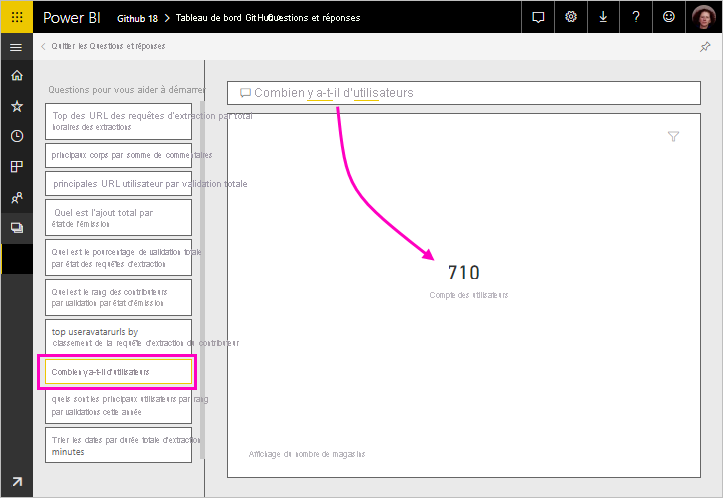 Power BI Github 18 > Tableau de bord GitHub Questions et réponses
Quitter les Questions et réponses
Questions pour vous aider à démarrer
Top des URL des requêtes d'extraction par total
horaires des extractions
principaux corps par somme de commentaires
principales URL utilisateur par validation totale
Quel est l'ajout total par
état de l'émission
Quel est le pourcentage de validation totale
par état des requêtes d'extraction
Quel est le rang des contributeurs
par validation par état d'émission
top useravatarurls by
classement de la requête d'extraction du contributeur
Combien y a-t-il d'utilisateurs
quels sont les principaux utilisateurs par rang
par validations cette année
Trier les dates par durée totale d'extraction
minutes
Combien y a-t-il d'utilisateurs
710
Compte des utilisateurs
Affichage du nombre de magasins